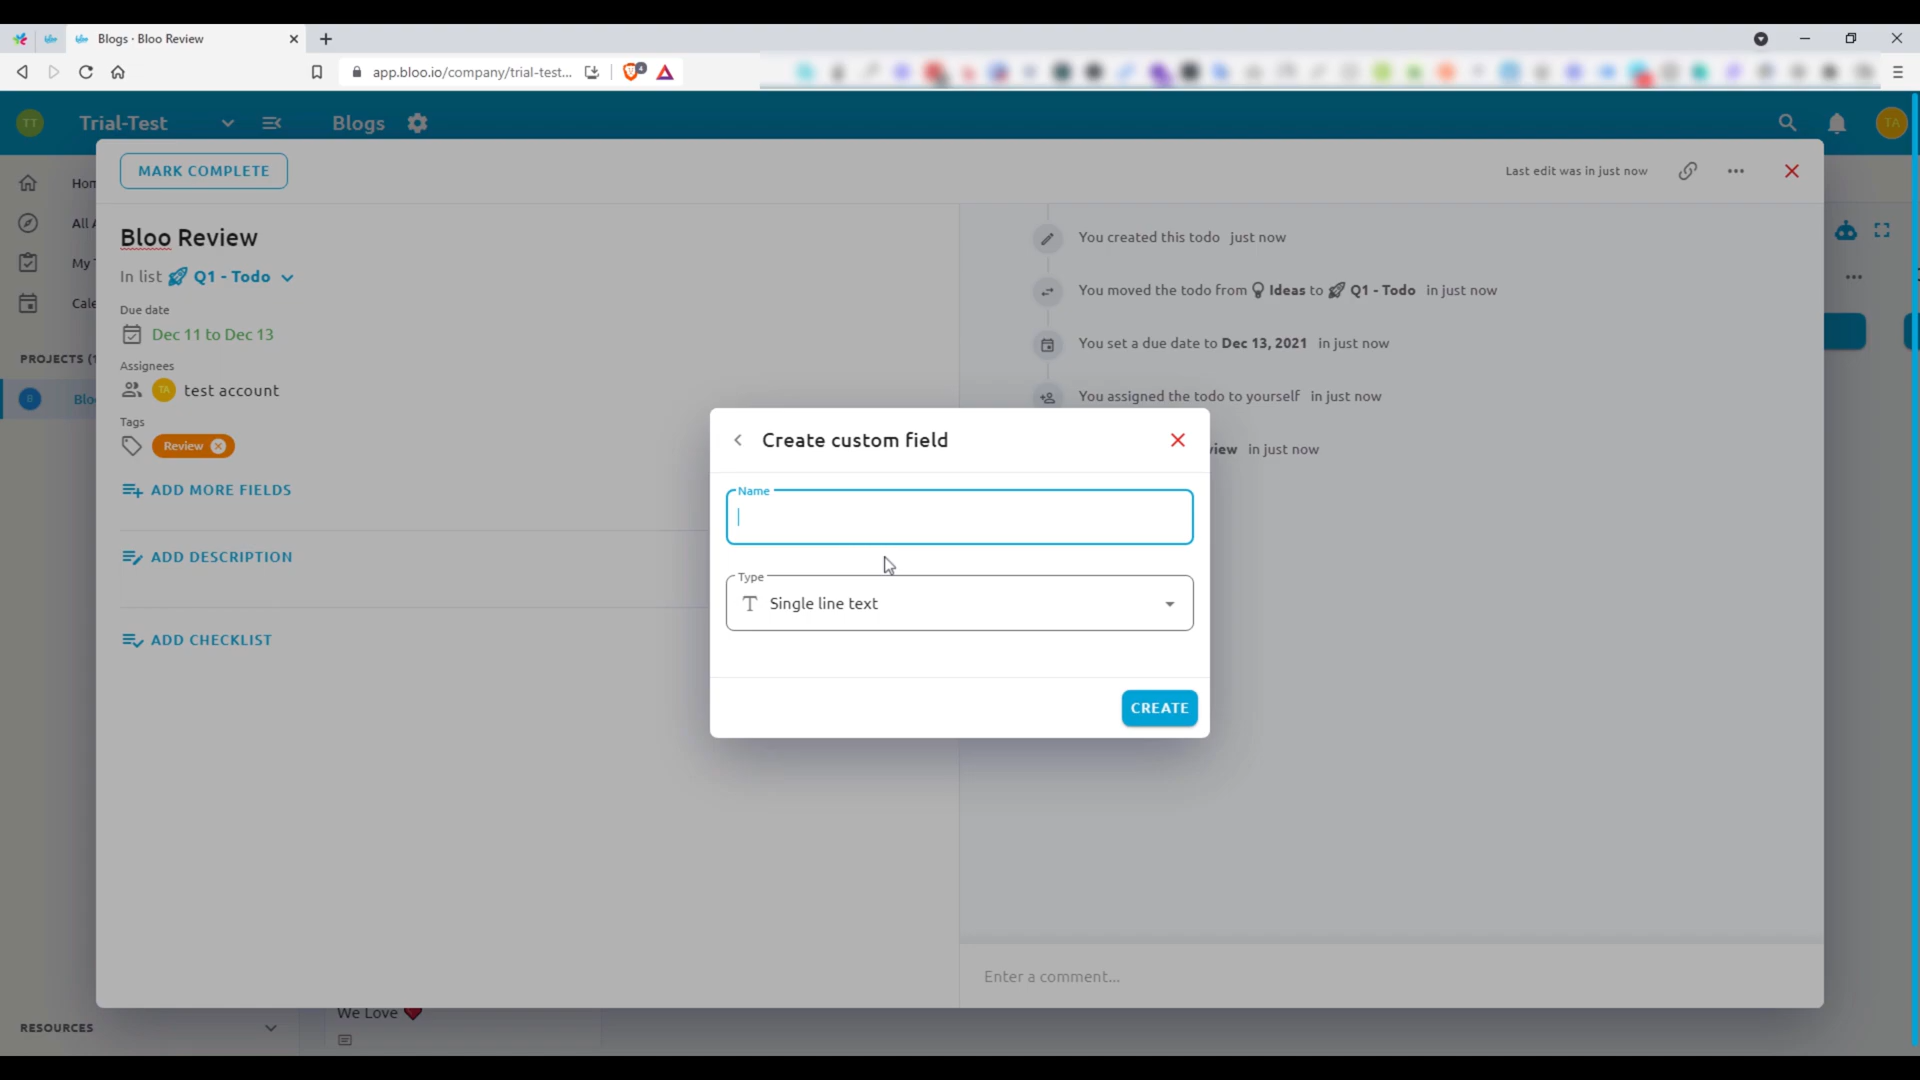 Blogs · Bloo Review
app.bloo.io/company/trial-test...
4
TT
Trial-Test
Blogs
TA
MARK COMPLETE
Last edit was in just now
Hom
All A
My T
Cale
PROJECTS (1
B
Blo
Bloo Review
In list Q1 - Todo
Due date
Dec 11 to Dec 13
Assignees
TA test account
Tags
Review
ADD MORE FIELDS
ADD DESCRIPTION
ADD CHECKLIST
You created this todo just now
You moved the todo from Ideas to Q1 - Todo in just now
You set a due date to Dec 13, 2021 in just now
You assigned the todo to yourself in just now
view in just now
Create custom field
Name
Type
Single line text
CREATE
Enter a comment...
We Love
RESOURCES